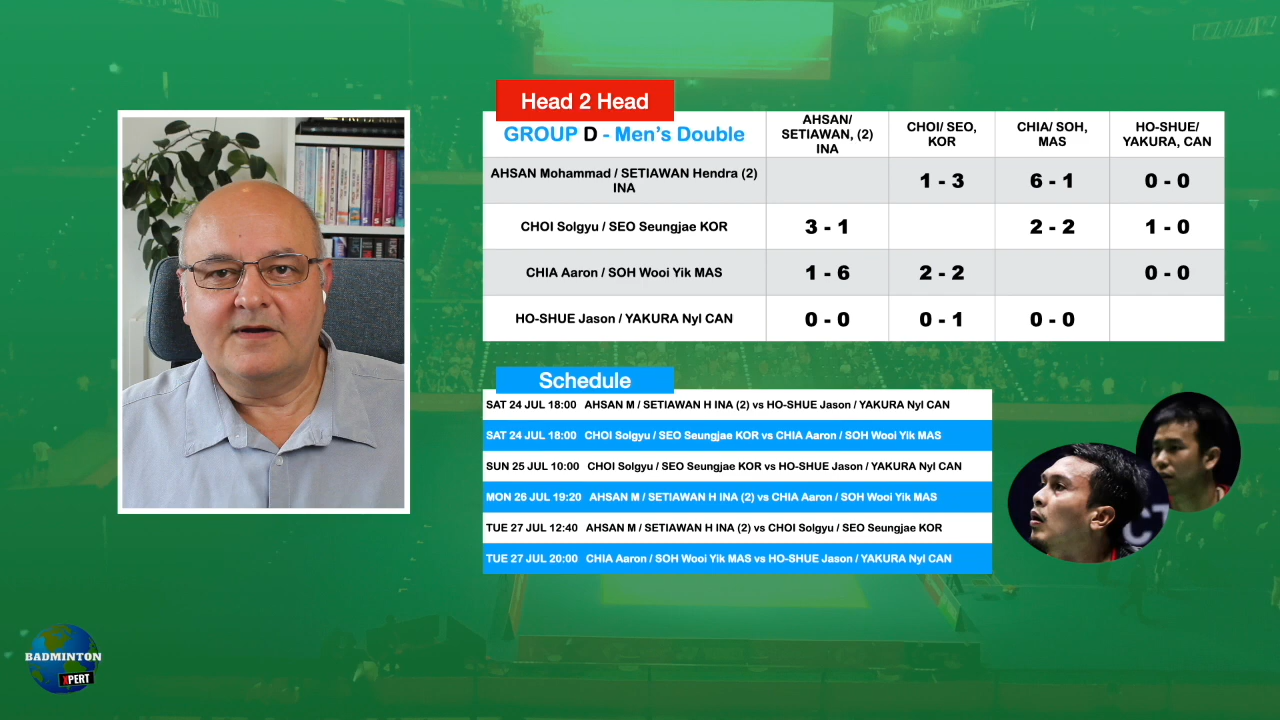 Head 2 Head
GROUP D - Men's Double
AHSAN/
SETIAWAN, (2)
INA
CHOI/ SEO,
KOR
CHIA/ SOH,
MAS
HO-SHUE/
YAKURA, CAN
AHSAN Mohammad / SETIAWAN Hendra (2)
INA
1 - 3
6 - 1
0 - 0
CHOI Solgyu / SEO Seungjae KOR
3 - 1
2 - 2
1 - 0
CHIA Aaron / SOH Wooi Yik MAS
1 - 6
2 - 2
0 - 0
HO-SHUE Jason / YAKURA Nyl CAN
0 - 0
0 - 1
0 - 0
Schedule
SAT 24 JUL 18:00 AHSAN M / SETIAWAN H INA (2) vs HO-SHUE Jason / YAKURA Nyl CAN
SAT 24 JUL 18:00 CHOI Solgyu / SEO Seungjae KOR vs CHIA Aaron / SOH Wooi Yik MAS
SUN 25 JUL 10:00 CHOI Solgyu / SEO Seungjae KOR vs HO-SHUE Jason / YAKURA Nyl CAN
MON 26 JUL 19:20 AHSAN M / SETIAWAN H INA (2) vs CHIA Aaron / SOH Wooi Yik MAS
TUE 27 JUL 12:40 AHSAN M / SETIAWAN H INA (2) vs CHOI Solgyu / SEO Seungjae KOR
TUE 27 JUL 20:00 CHIA Aaron / SOH Wooi Yik MAS vs HO-SHUE Jason / YAKURA Nyl CAN
BADMINTON
XPERT